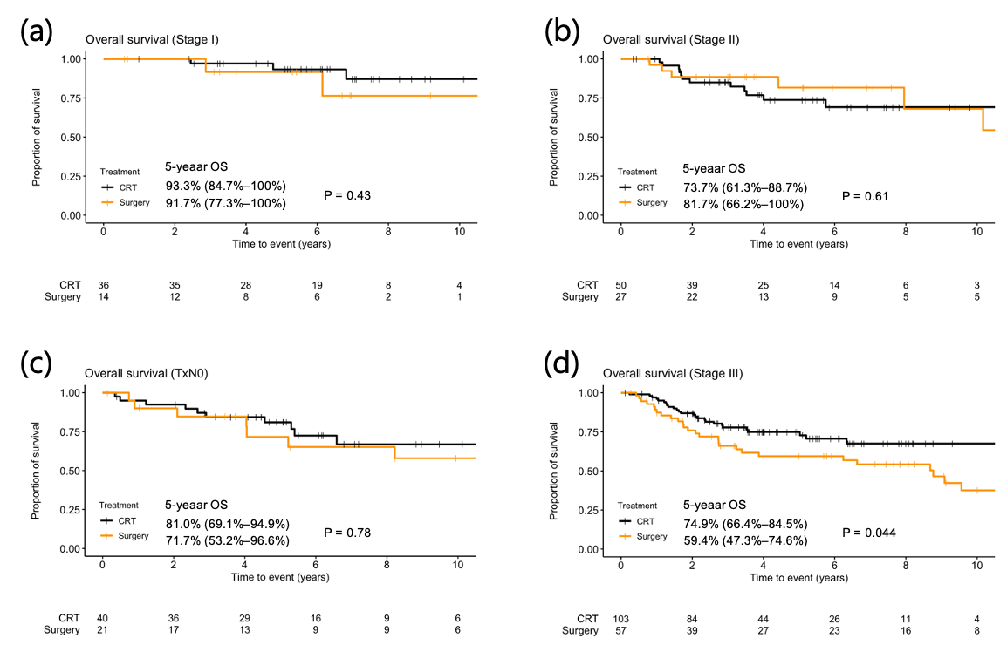 (a)
Overall survival (Stage I)
Proportion of survival
1.00
0.75
0.50
0.25
0.00
Treatment
CRT
Surgery
5-yeaar OS
93.3% (84.7%–100%)
91.7% (77.3%–100%)
P = 0.43
0 2 4 6 8 10
Time to event (years)
CRT 36 35 28 19 8 4
Surgery 14 12 8 6 2 1
(b)
Overall survival (Stage II)
Proportion of survival
1.00
0.75
0.50
0.25
0.00
Treatment
CRT
Surgery
5-yeaar OS
73.7% (61.3%–88.7%)
81.7% (66.2%–100%)
P = 0.61
0 2 4 6 8 10
Time to event (years)
CRT 50 39 25 14 6 3
Surgery 27 22 13 9 5 5
(c)
Overall survival (TxN0)
Proportion of survival
1.00
0.75
0.50
0.25
0.00
Treatment
CRT
Surgery
5-yeaar OS
81.0% (69.1%–94.9%)
71.7% (53.2%–96.6%)
P = 0.78
0 2 4 6 8 10
Time to event (years)
CRT 40 36 29 16 9 6
Surgery 21 17 13 9 9 6
(d)
Overall survival (Stage III)
Proportion of survival
1.00
0.75
0.50
0.25
0.00
Treatment
CRT
Surgery
5-yeaar OS
74.9% (66.4%–84.5%)
59.4% (47.3%–74.6%)
P = 0.044
0 2 4 6 8 10
Time to event (years)
CRT 103 84 44 26 11 4
Surgery 57 39 27 23 16 8